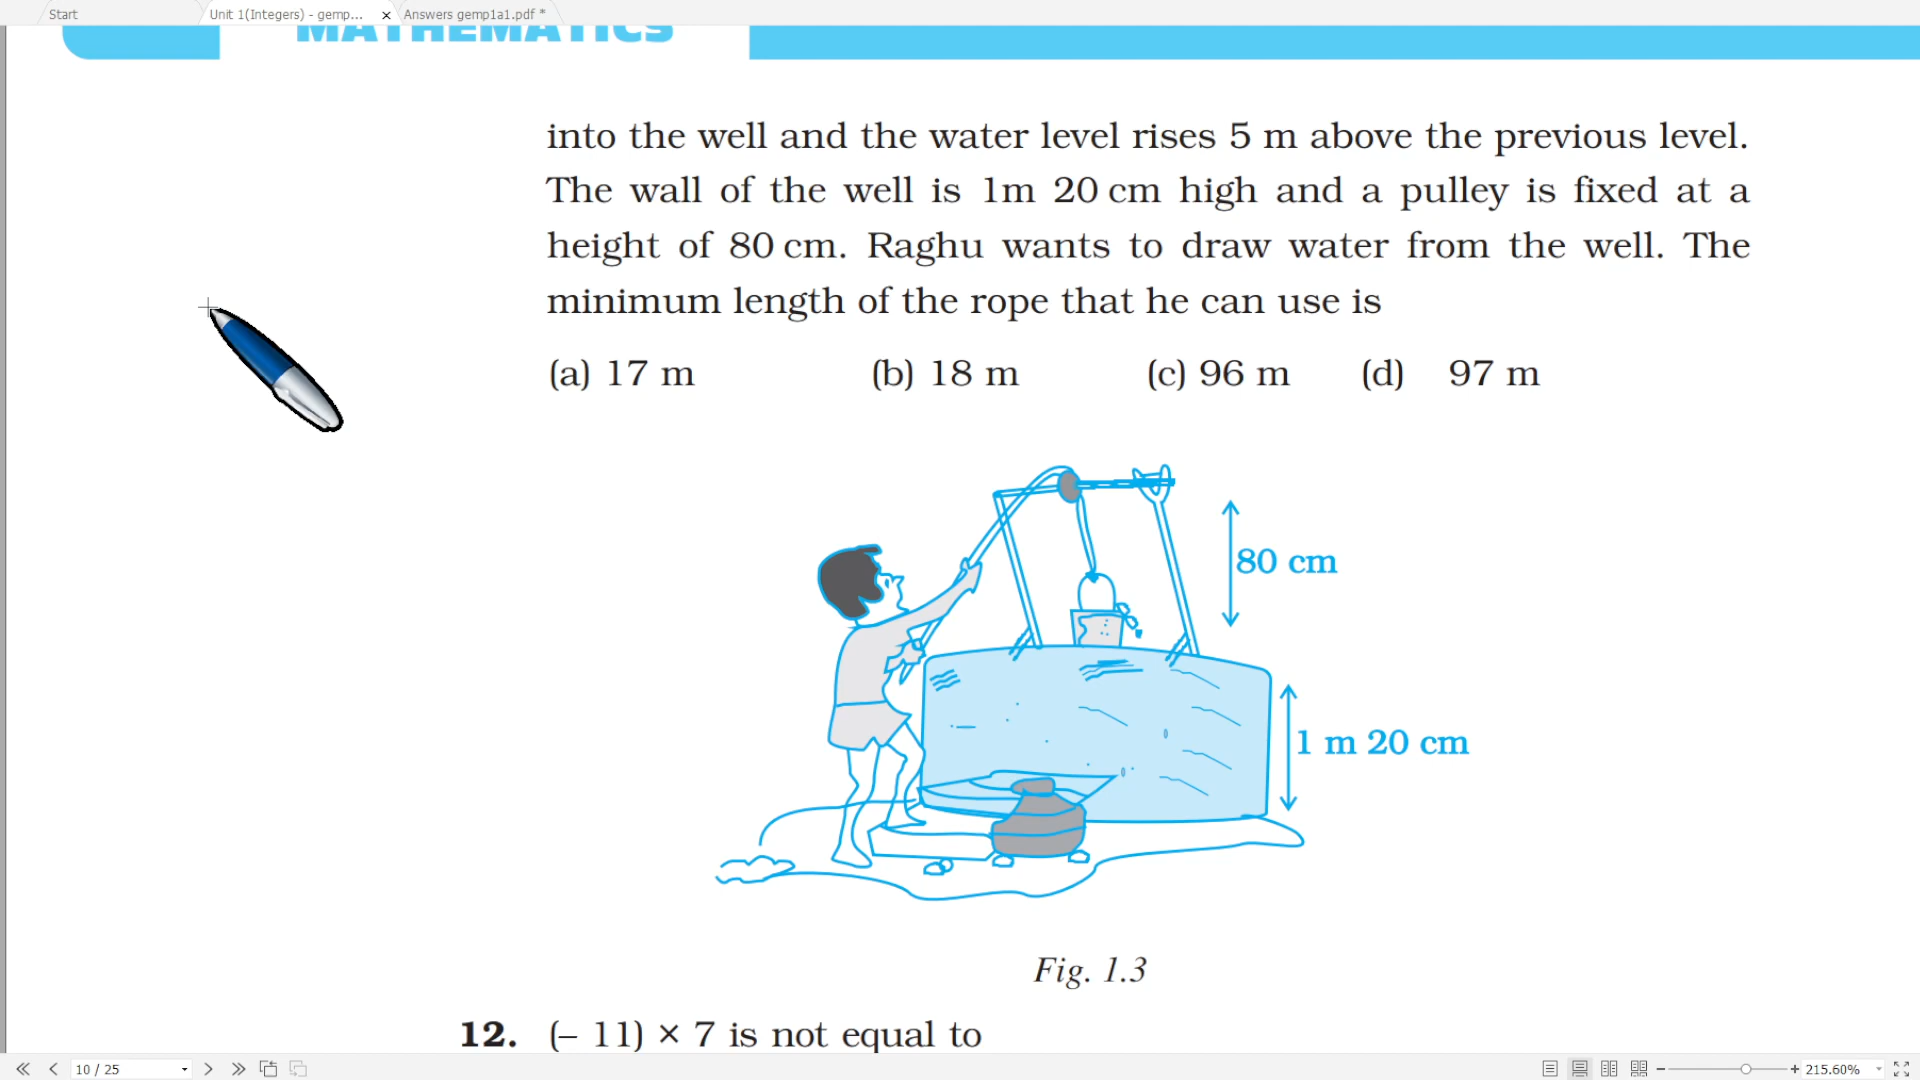 Start
Unit 1(Integers) - gemp... ×
Answers gemp1a1.pdf *
MATHEMATICS
into the well and the water level rises 5 m above the previous level.
The wall of the well is 1m 20 cm high and a pulley is fixed at a
height of 80 cm. Raghu wants to draw water from the well. The
minimum length of the rope that he can use is
(a) 17 m (b) 18 m (c) 96 m (d) 97 m
80 cm
1 m 20 cm
Fig. 1.3
12. (– 11) × 7 is not equal to
10 / 25
215.60%